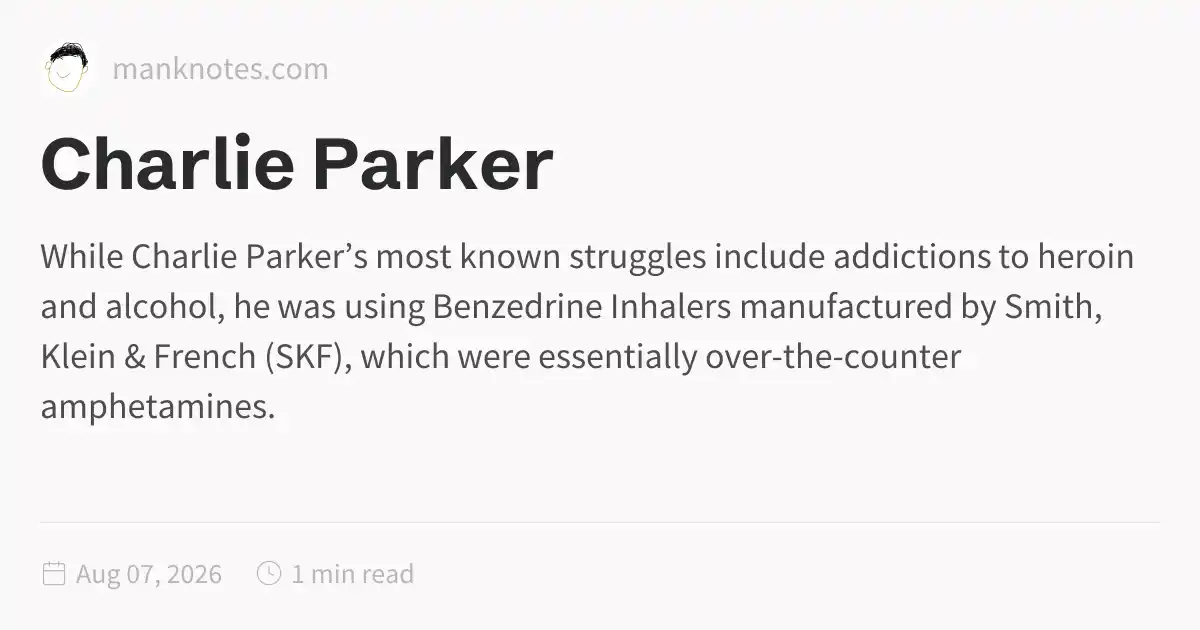 manknotes.com
Charlie Parker
While Charlie Parker’s most known struggles include addictions to heroin
and alcohol, he was using Benzedrine Inhalers manufactured by Smith,
Klein & French (SKF), which were essentially over-the-counter
amphetamines.
Aug 07, 2026 1 min read